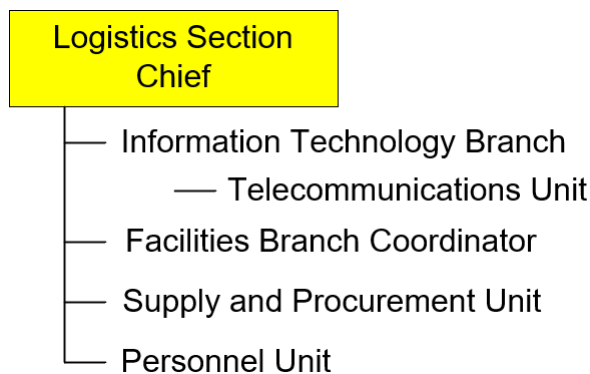 Logistics Section
Chief
Information Technology Branch
Telecommunications Unit
Facilities Branch Coordinator
Supply and Procurement Unit
Personnel Unit